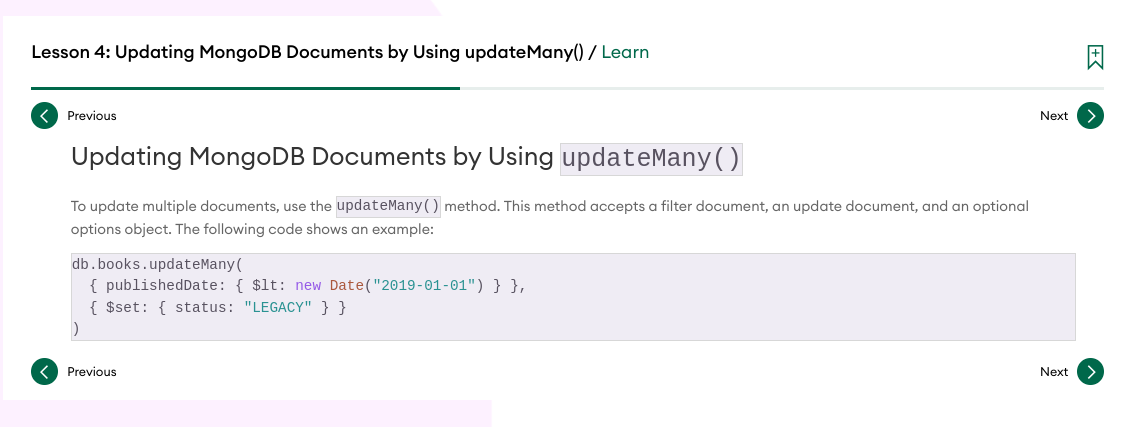 Lesson 4: Updating MongoDB Documents by Using updateMany() / Learn
Previous
Next
Updating MongoDB Documents by Using updateMany()
To update multiple documents, use the updateMany() method. This method accepts a filter document, an update document, and an optional
options object. The following code shows an example:
db.books.updateMany(
  { publishedDate: { $lt: new Date("2019-01-01") } },
  { $set: { status: "LEGACY" } }
)
Previous
Next